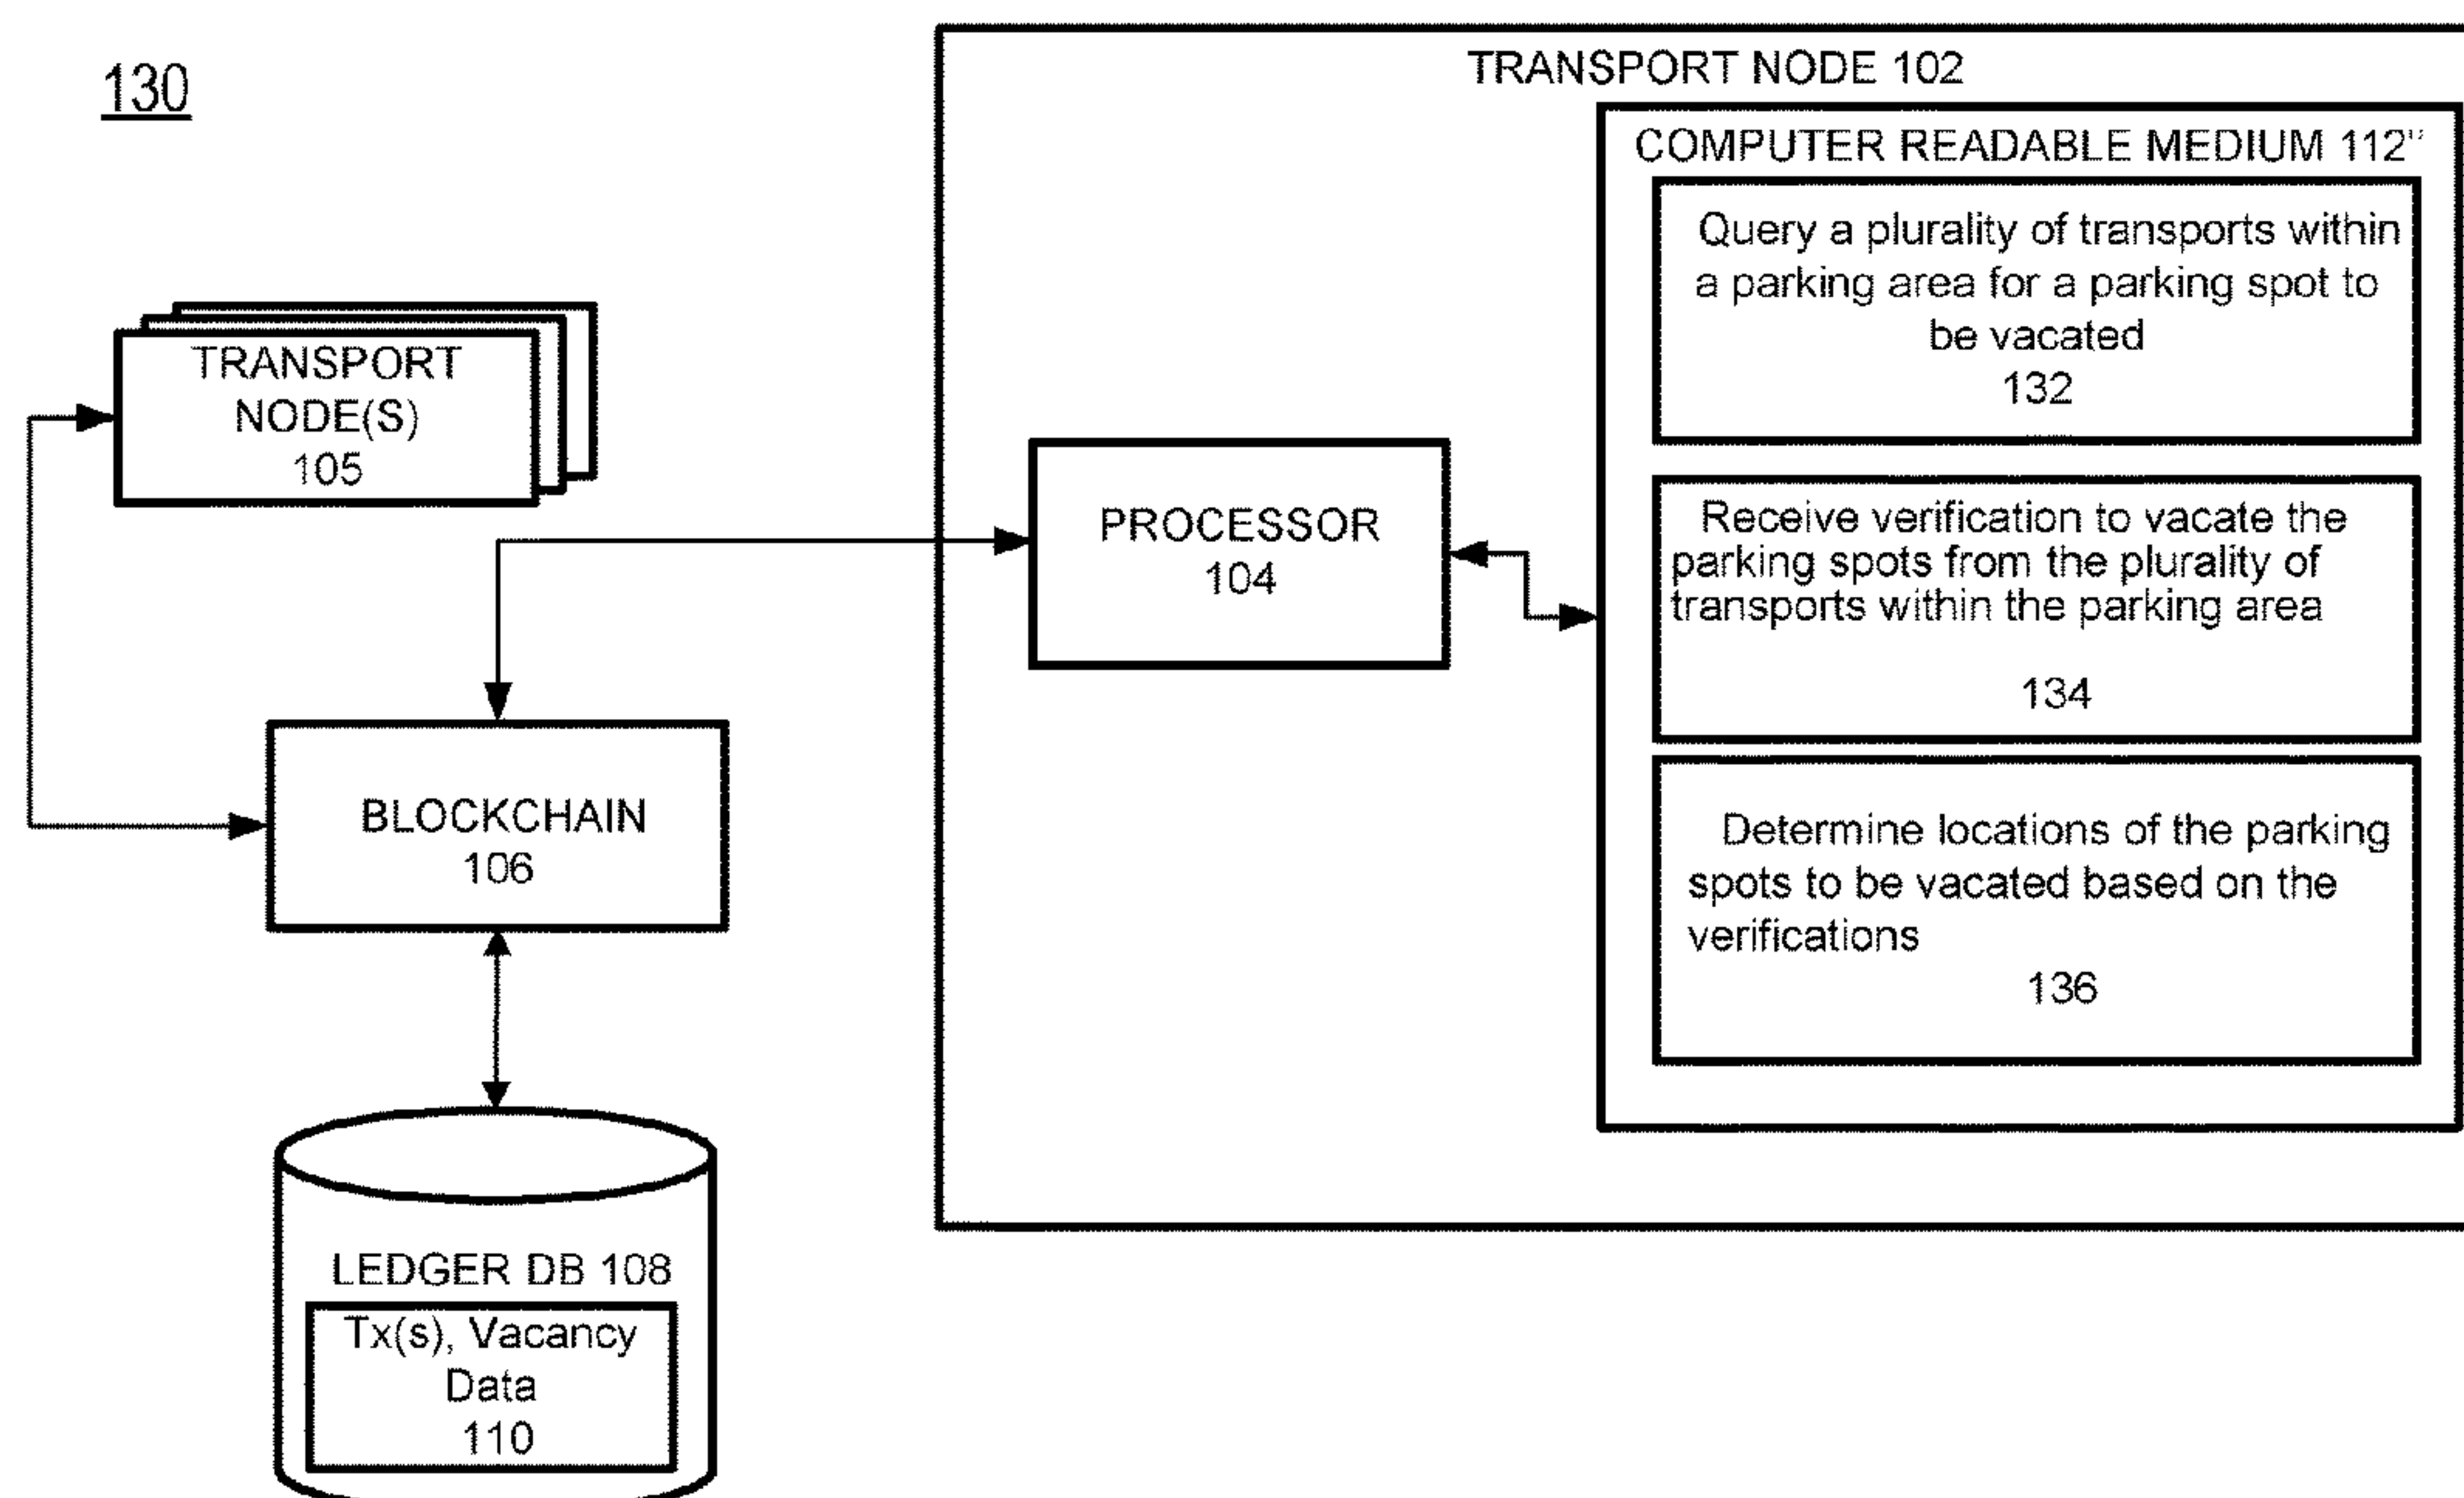 130
TRANSPORT NODE 102
COMPUTER READABLE MEDIUM 112"
Query a plurality of transports within
a parking area for a parking spot to
be vacated
132
Receive verification to vacate the
parking spots from the plurality of
transports within the parking area
134
Determine locations of the parking
spots to be vacated based on the
verifications
136
PROCESSOR
104
TRANSPORT
NODE(S)
105
BLOCKCHAIN
106
LEDGER DB 108
Tx(s), Vacancy
Data
110